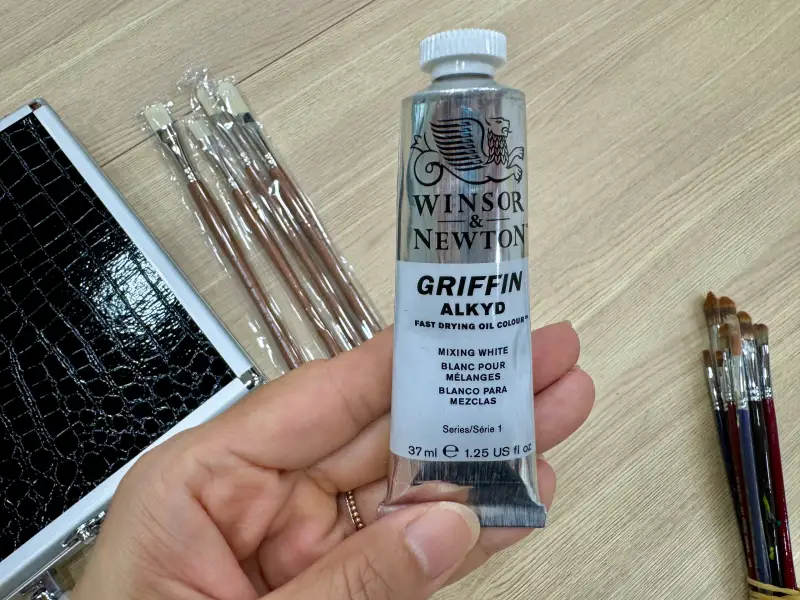 WINSOR
&
NEWTON
GRIFFIN
ALKYD
FAST DRYING OIL COLOUR™
MIXING WHITE
BLANC POUR
MÉLANGES
BLANCO PARA
MEZCLAS
Series/Série 1
37 ml ℮ 1.25 US fl oz